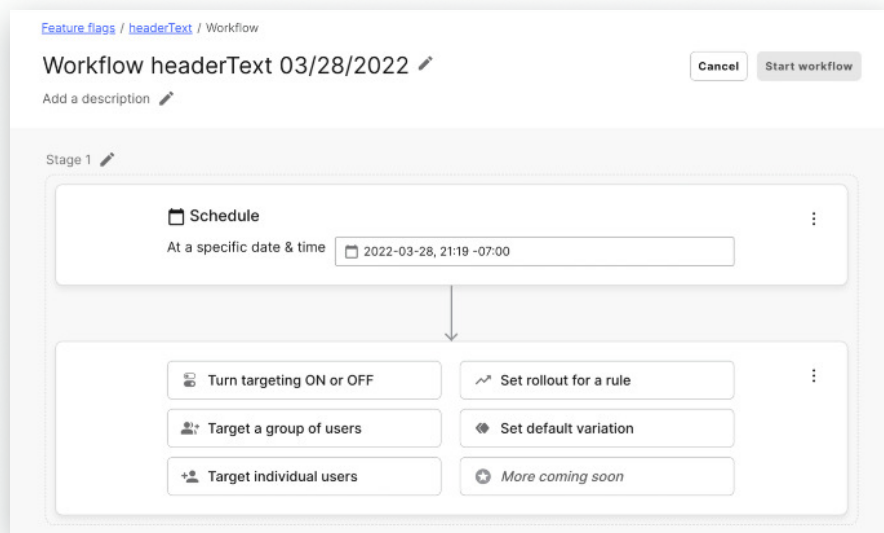 Feature flags / headerText / Workflow
Workflow headerText 03/28/2022
Cancel
Start workflow
Add a description
Stage 1
Schedule
At a specific date & time
2022-03-28, 21:19 -07:00
Turn targeting ON or OFF
Set rollout for a rule
Target a group of users
Set default variation
Target individual users
More coming soon